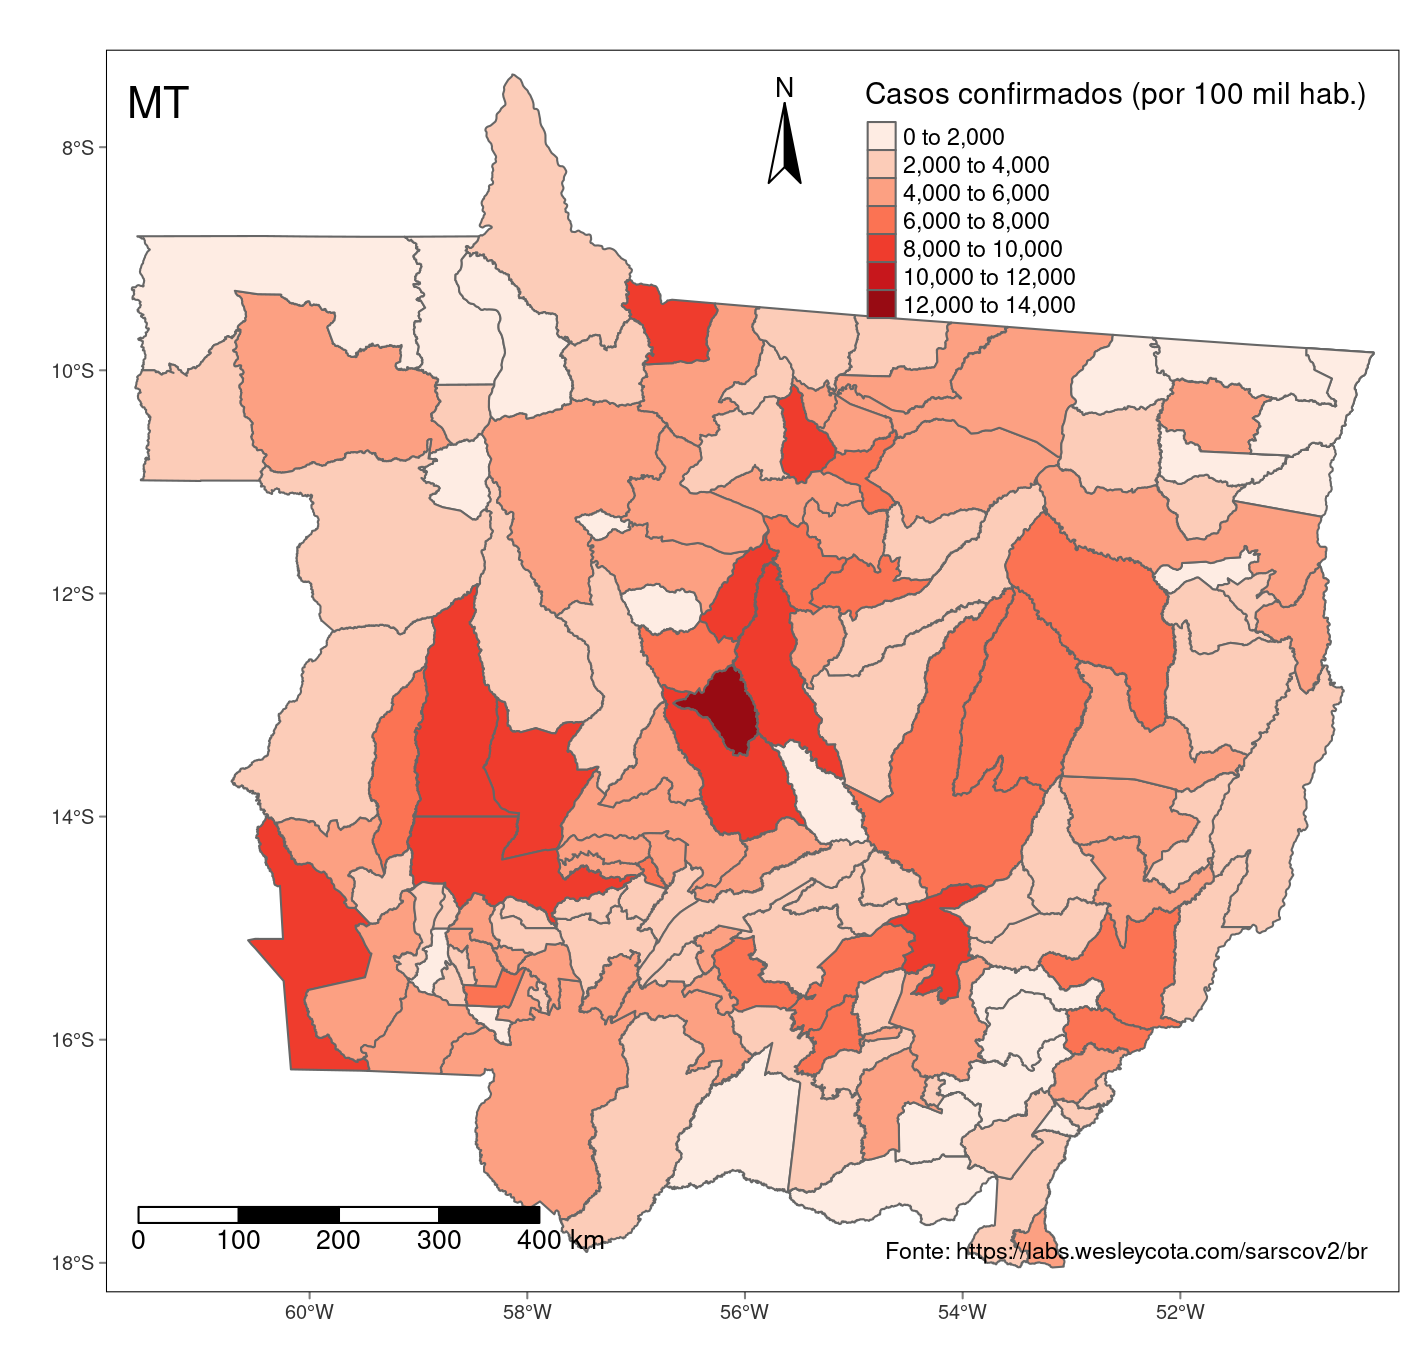 MT
N
Casos confirmados (por 100 mil hab.)
0 to 2,000
2,000 to 4,000
4,000 to 6,000
6,000 to 8,000
8,000 to 10,000
10,000 to 12,000
12,000 to 14,000
8°S
10°S
12°S
14°S
16°S
18°S
0 100 200 300 400 km
Fonte: https://labs.wesleycota.com/sarscov2/br
60°W 58°W 56°W 54°W 52°W